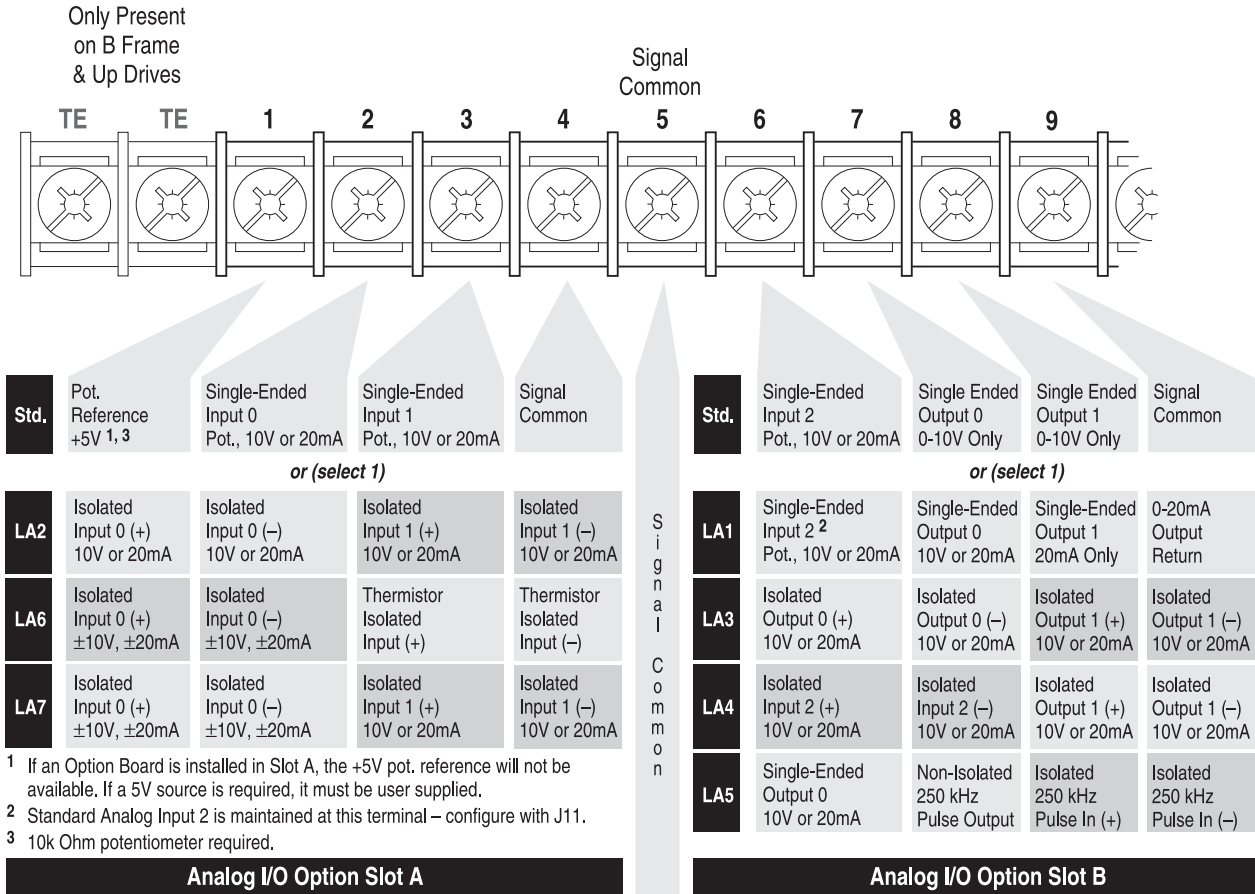 Only Present
on B Frame
& Up Drives
Signal
Common
TE TE 1 2 3 4 5 6 7 8 9
Std.
Pot.
Reference
+5V 1, 3
Single-Ended
Input 0
Pot., 10V or 20mA
Single-Ended
Input 1
Pot., 10V or 20mA
Signal
Common
or (select 1)
LA2
Isolated
Input 0 (+)
10V or 20mA
Isolated
Input 0 (–)
10V or 20mA
Isolated
Input 1 (+)
10V or 20mA
Isolated
Input 1 (–)
10V or 20mA
LA6
Isolated
Input 0 (+)
±10V, ±20mA
Isolated
Input 0 (–)
±10V, ±20mA
Thermistor
Isolated
Input (+)
Thermistor
Isolated
Input (–)
LA7
Isolated
Input 0 (+)
±10V, ±20mA
Isolated
Input 0 (–)
±10V, ±20mA
Isolated
Input 1 (+)
10V or 20mA
Isolated
Input 1 (–)
10V or 20mA
1 If an Option Board is installed in Slot A, the +5V pot. reference will not be
available. If a 5V source is required, it must be user supplied.
2 Standard Analog Input 2 is maintained at this terminal – configure with J11.
3 10k Ohm potentiometer required.
Analog I/O Option Slot A
Signal Common
Std.
Single-Ended
Input 2
Pot., 10V or 20mA
Single Ended
Output 0
0-10V Only
Single Ended
Output 1
0-10V Only
Signal
Common
or (select 1)
LA1
Single-Ended
Input 2 2
Pot., 10V or 20mA
Single-Ended
Output 0
10V or 20mA
Single-Ended
Output 1
20mA Only
0-20mA
Output
Return
LA3
Isolated
Output 0 (+)
10V or 20mA
Isolated
Output 0 (–)
10V or 20mA
Isolated
Output 1 (+)
10V or 20mA
Isolated
Output 1 (–)
10V or 20mA
LA4
Isolated
Input 2 (+)
10V or 20mA
Isolated
Input 2 (–)
10V or 20mA
Isolated
Output 1 (+)
10V or 20mA
Isolated
Output 1 (–)
10V or 20mA
LA5
Single-Ended
Output 0
10V or 20mA
Non-Isolated
250 kHz
Pulse Output
Isolated
250 kHz
Pulse In (+)
Isolated
250 kHz
Pulse In (–)
Analog I/O Option Slot B